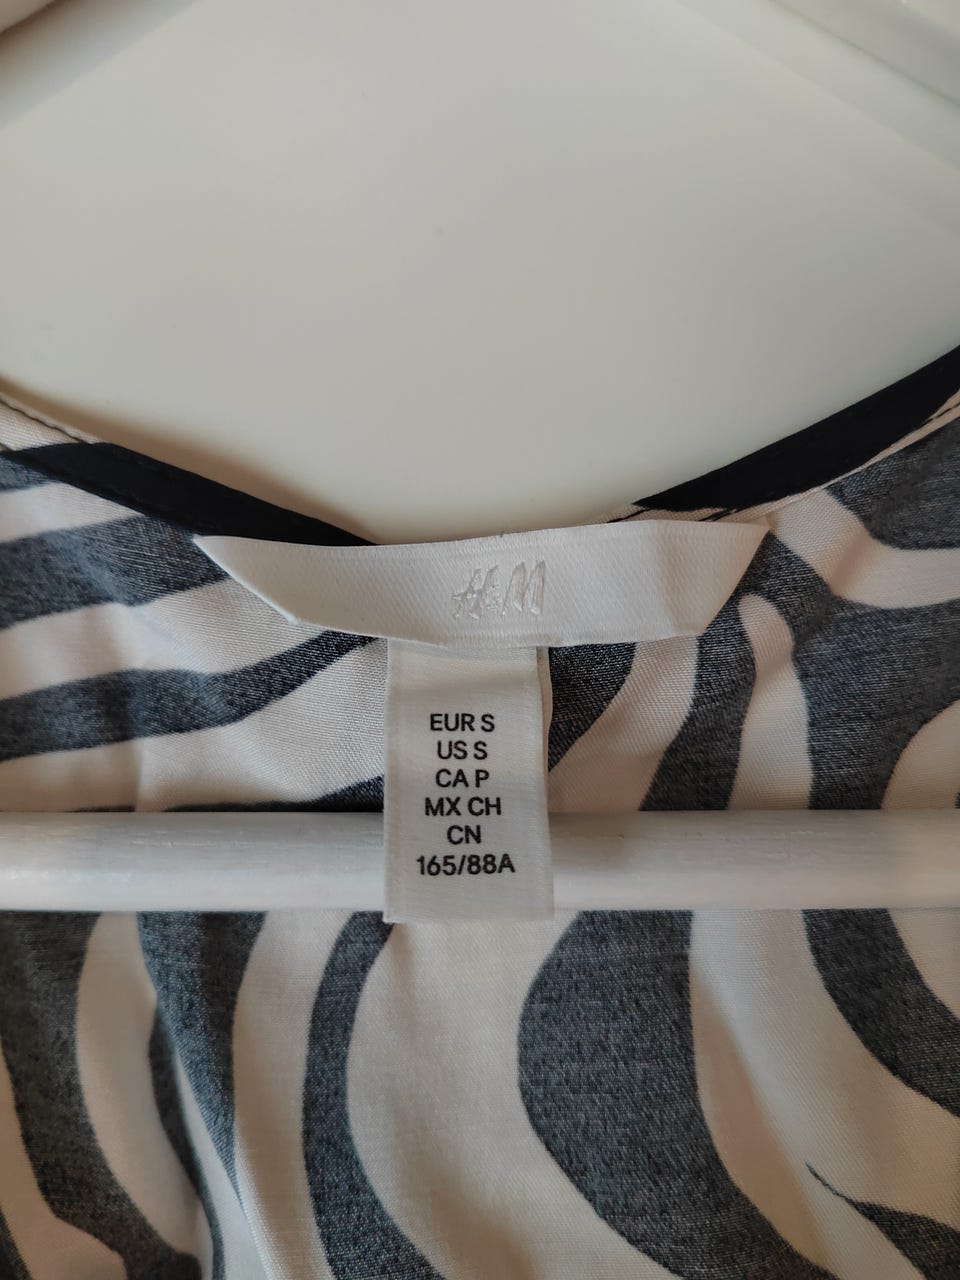 H&M
EUR S
US S
CA P
MX CH
CN
165/88A